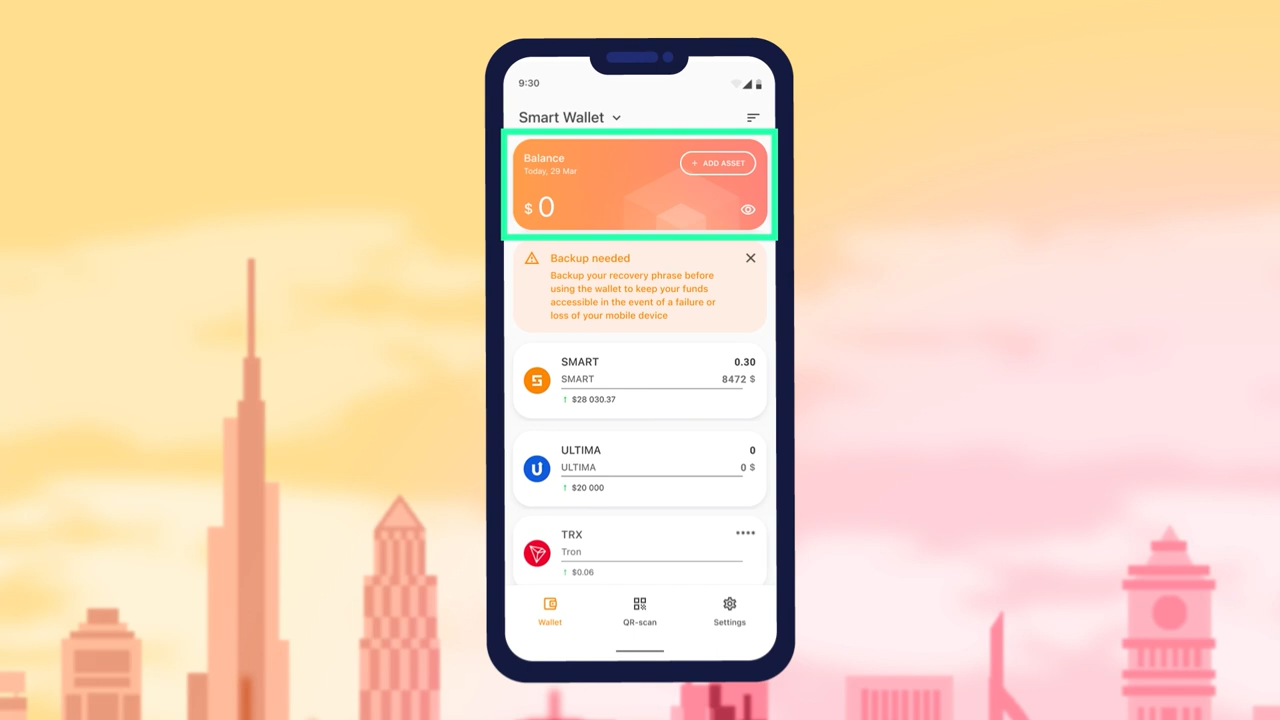 9:30
Smart Wallet
Balance
+ ADD ASSET
Today, 29 Mar
$ 0
Backup needed
Backup your recovery phrase before
using the wallet to keep your funds
accessible in the event of a failure or
loss of your mobile device
SMART 0.30
SMART 8472 $
↑ $28 030.37
ULTIMA 0
ULTIMA 0 $
↑ $20 000
TRX ••••
Tron
↑ $0.06
Wallet QR-scan Settings